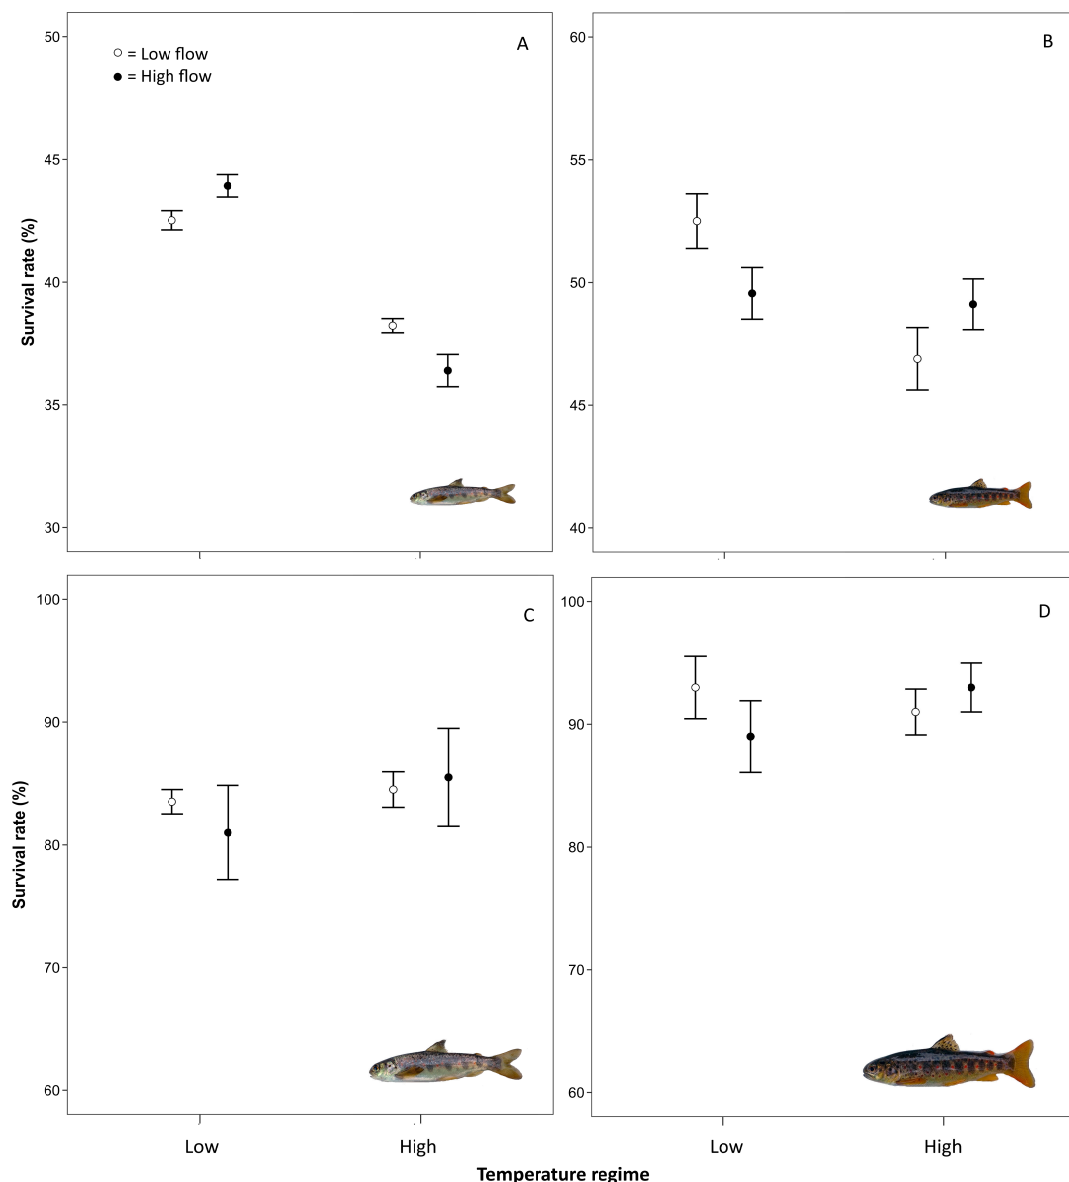 A
○ = Low flow
● = High flow
50
45
40
35
30
Survival rate (%)
B
60
55
50
45
40
C
100
90
80
70
60
Survival rate (%)
Low
High
D
100
90
80
70
60
Low
High
Temperature regime